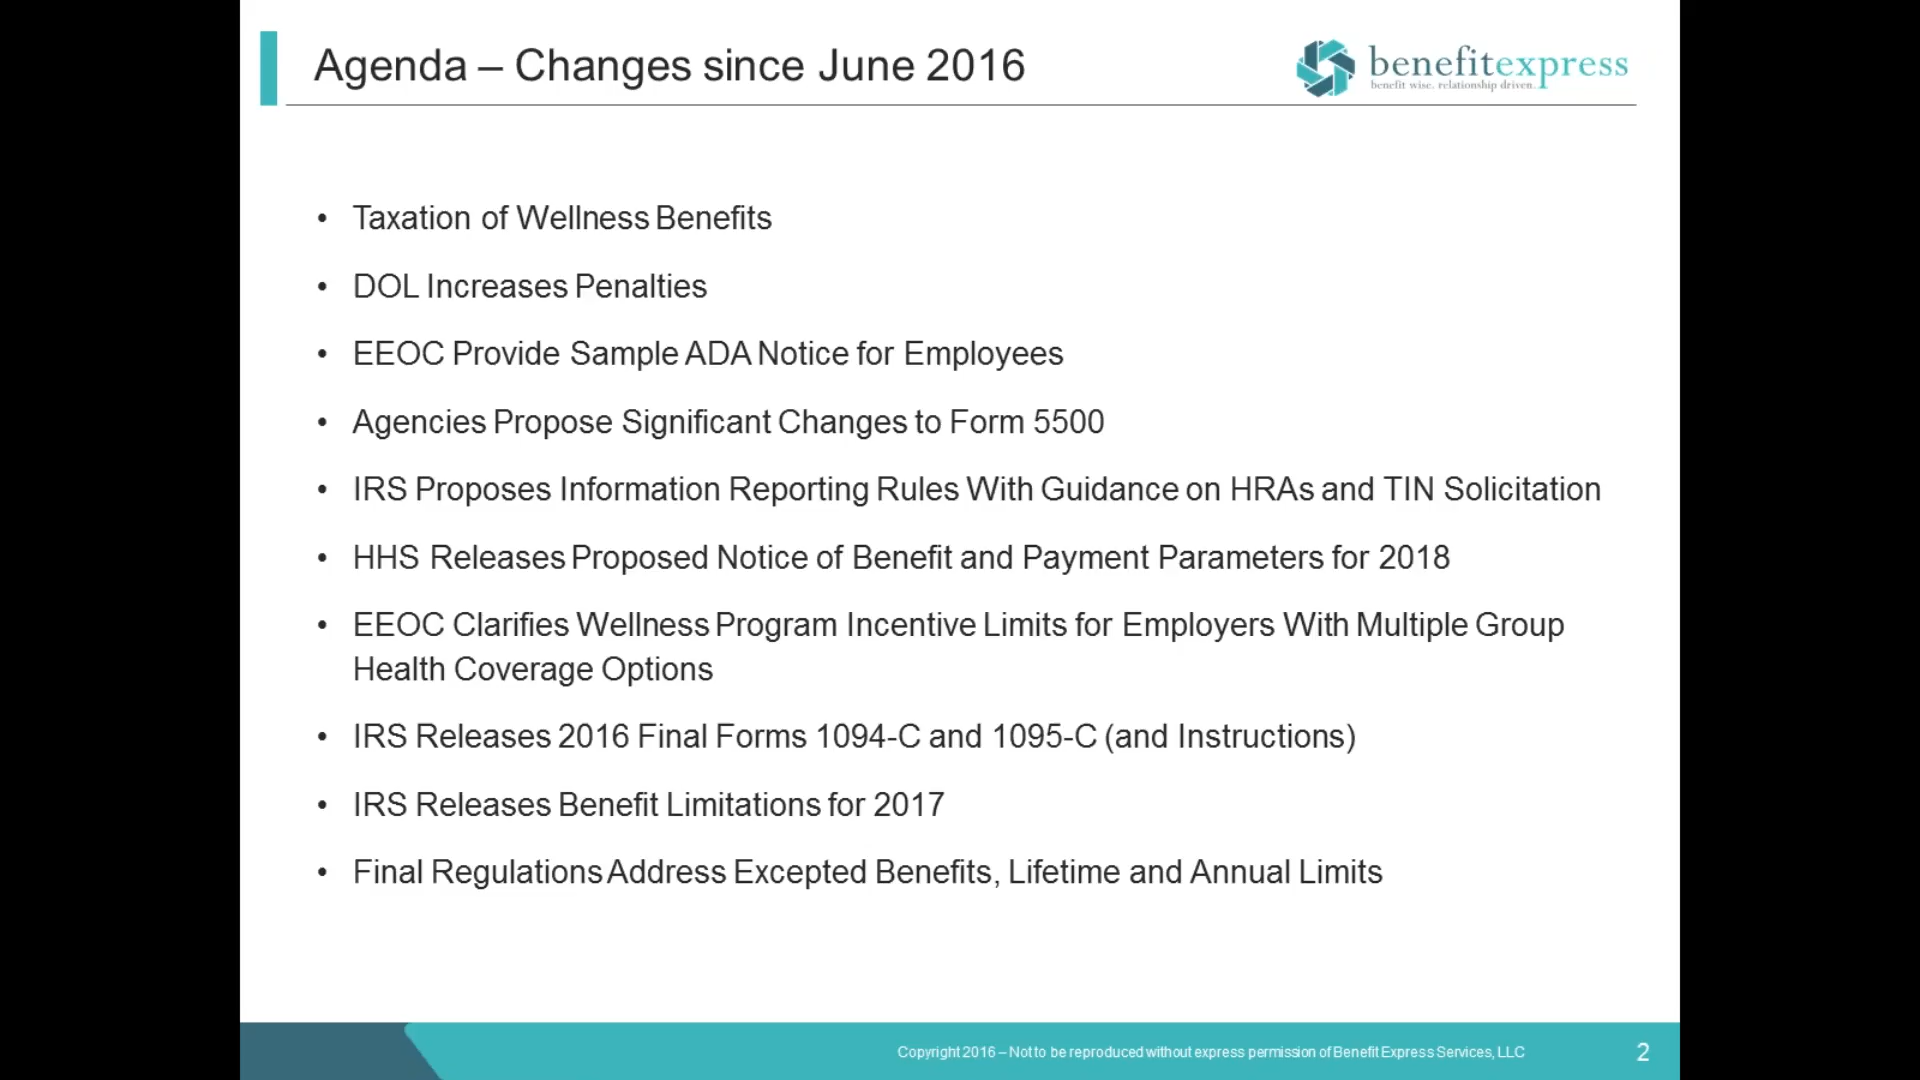 Agenda – Changes since June 2016
benefitexpress
benefit wise. relationship driven.
• Taxation of Wellness Benefits
• DOL Increases Penalties
• EEOC Provide Sample ADA Notice for Employees
• Agencies Propose Significant Changes to Form 5500
• IRS Proposes Information Reporting Rules With Guidance on HRAs and TIN Solicitation
• HHS Releases Proposed Notice of Benefit and Payment Parameters for 2018
• EEOC Clarifies Wellness Program Incentive Limits for Employers With Multiple Group
Health Coverage Options
• IRS Releases 2016 Final Forms 1094-C and 1095-C (and Instructions)
• IRS Releases Benefit Limitations for 2017
• Final Regulations Address Excepted Benefits, Lifetime and Annual Limits
Copyright 2016 – Not to be reproduced without express permission of Benefit Express Services, LLC
2